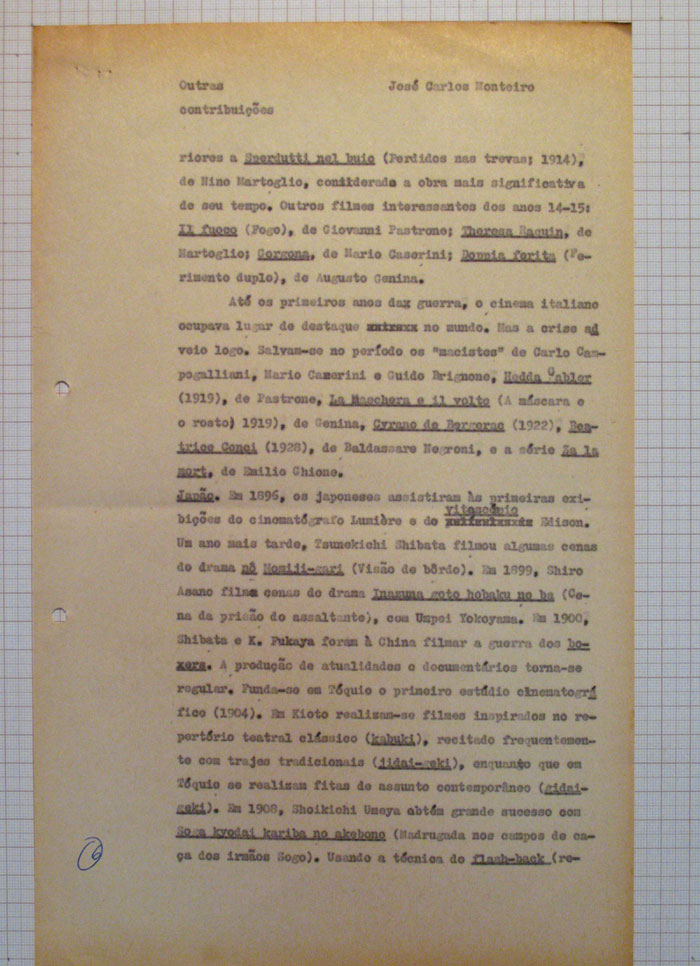 Outras José Carlos Monteiro
contribuições
riores a Sperdutti nel buio (Perdidos nas trevas; 1914),
de Nino Martoglio, considerada a obra mais significativa
de seu tempo. Outros filmes interessantes dos anos 14-15:
Il fuoco (Fogo), de Giovanni Pastrone; Theresa Raquin, de
Martoglio; Gorgona, de Mario Caserini; Doppia ferita (Fe-
rimento duplo), de Augusto Genina.
Até os primeiros anos da guerra, o cinema italiano
ocupava lugar de destaque no mundo. Mas a crise ad
veio logo. Salvam-se no período os "macistes" de Carlo Cam-
pogalliani, Mario Camerini e Guido Brignone, Hedda Gabler
(1919), de Pastrone, La Maschera e il volto (A máscara e
o rosto; 1919), de Genina, Cyrano de Bergerac (1922), Bea-
trice Cenci (1928), de Baldassare Negroni, e a série Za la
mort, de Emilio Ghione.
Japão. Em 1896, os japoneses assistiram às primeiras exi-
vitascópio
bições do cinematógrafo Lumière e do Edison.
Um ano mais tarde, Tsunekichi Shibata filmou algumas cenas
do drama nô Momiji-gari (Visão de bôrdo). Em 1899, Shiro
Asano filma cenas do drama Inazuma goto hobaku no ba (Ce-
na da prisão do assaltante), com Umpei Yokoyama. Em 1900,
Shibata e K. Fukaya foram à China filmar a guerra dos bo-
xers. A produção de atualidades e documentários torna-se
regular. Funda-se em Tóquio o primeiro estúdio cinematográ
fico (1904). Em Kioto realizam-se filmes inspirados no re-
pertório teatral clássico (kabuki), recitado frequentemen-
te com trajes tradicionais (jidai-geki), enquanto que em
Tóquio se realizam fitas de assunto contemporâneo (gidai-
geki). Em 1908, Shoikichi Umeya obtém grande sucesso com
Soga kyodai kariba no akebono (Madrugada nos campos de ca-
ça dos irmãos Sogo). Usando a técnica do flash-back (re-
6